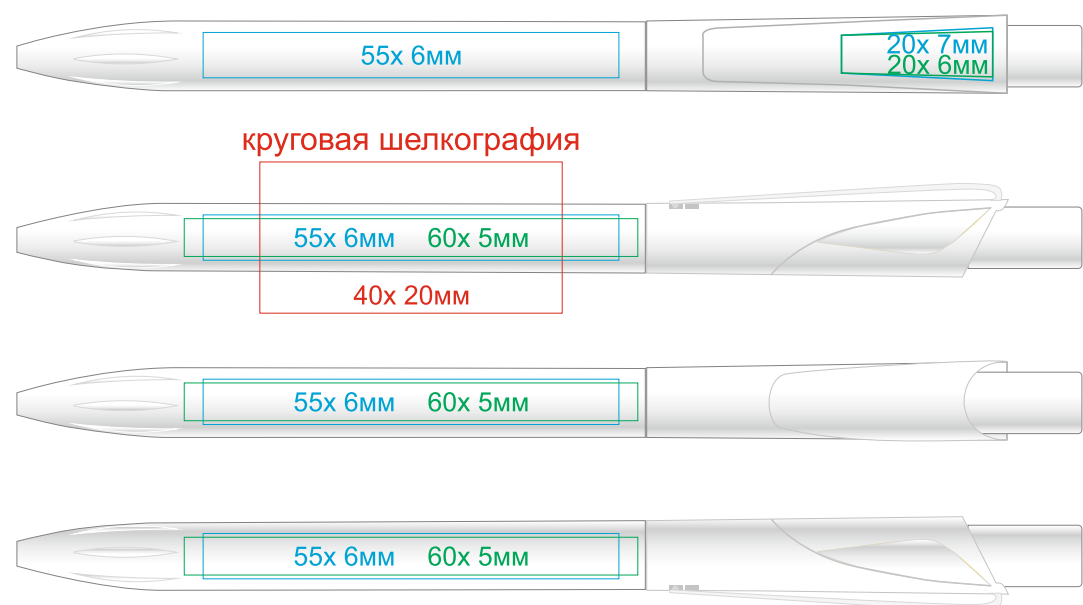 55x 6мм
20x 7мм
20x 6мм
круговая шелкография
55x 6мм 60x 5мм
40x 20мм
55x 6мм 60x 5мм
55x 6мм 60x 5мм